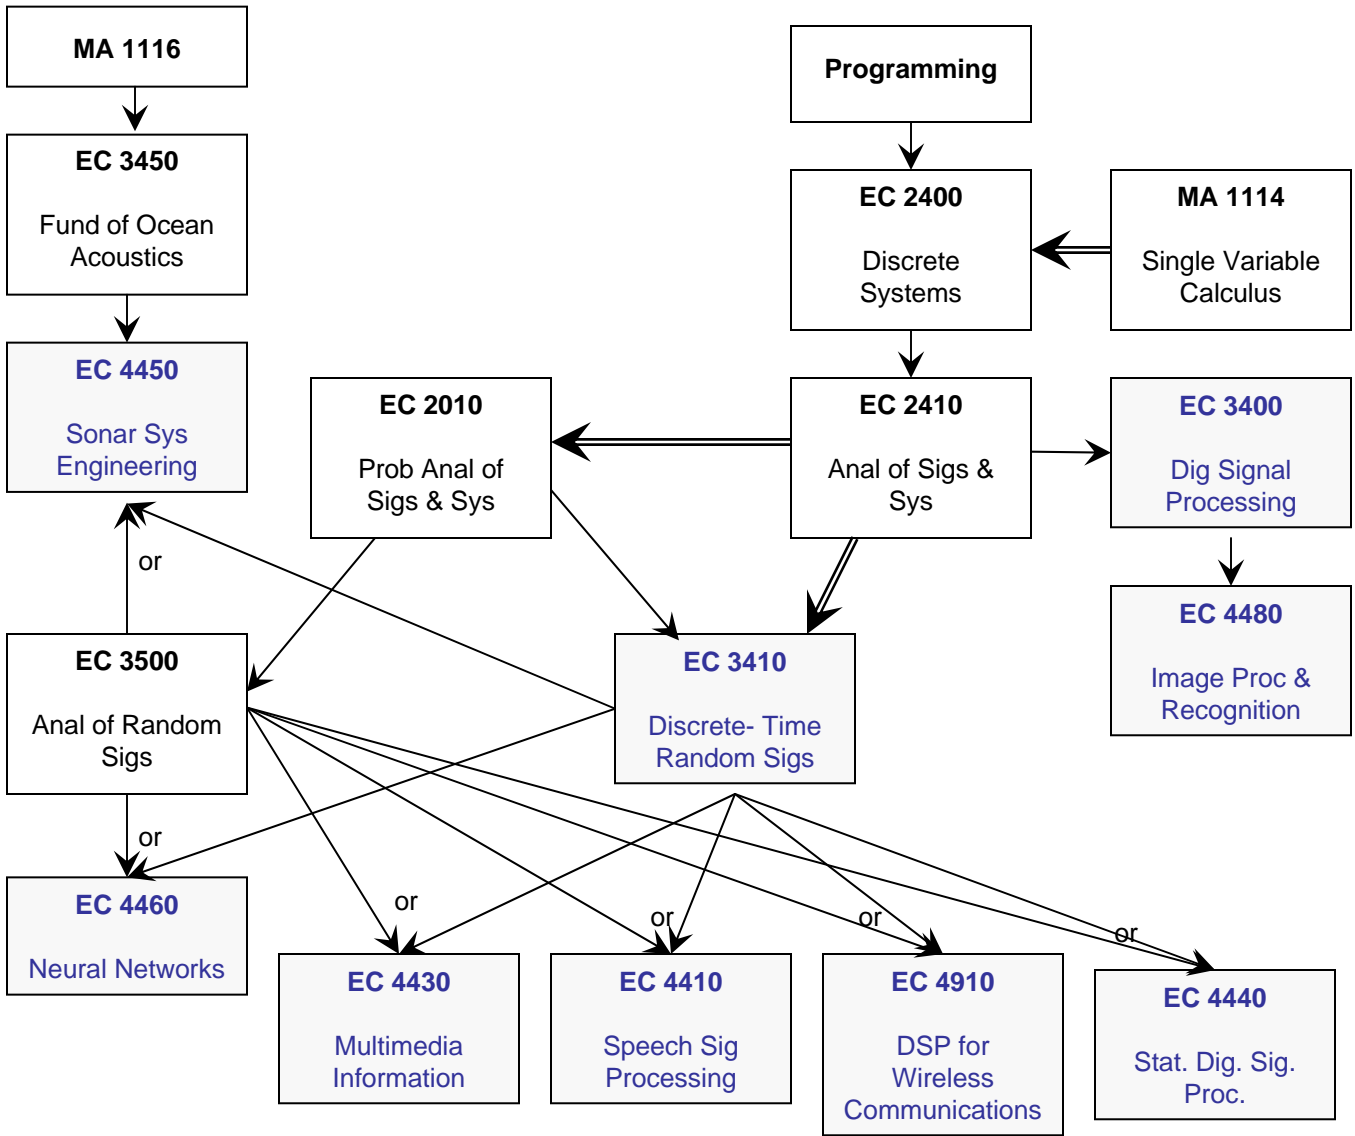 MA 1116
Programming
EC 3450
Fund of Ocean
Acoustics
EC 2400
Discrete
Systems
MA 1114
Single Variable
Calculus
EC 4450
Sonar Sys
Engineering
EC 2010
Prob Anal of
Sigs & Sys
EC 2410
Anal of Sigs &
Sys
EC 3400
Dig Signal
Processing
or
EC 3500
Anal of Random
Sigs
EC 3410
Discrete- Time
Random Sigs
EC 4480
Image Proc &
Recognition
or
EC 4460
Neural Networks
or
or
or
or
EC 4430
Multimedia
Information
EC 4410
Speech Sig
Processing
EC 4910
DSP for
Wireless
Communications
EC 4440
Stat. Dig. Sig.
Proc.